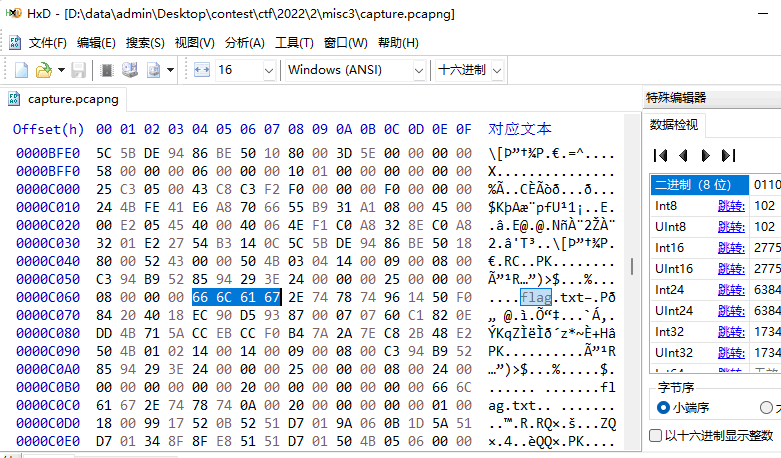 HxD - [D:\data\admin\Desktop\contest\ctf\2022\2\misc3\capture.pcapng]
文件(F) 编辑(E) 搜索(S) 视图(V) 分析(A) 工具(T) 窗口(W) 帮助(H)
16 Windows (ANSI) 十六进制
capture.pcapng
特殊编辑器
数据检视
Offset(h) 00 01 02 03 04 05 06 07 08 09 0A 0B 0C 0D 0E 0F 对应文本
0000BFE0 5C 5B DE 94 86 BE 50 10 80 00 3D 5E 00 00 00 00 \[Þ”†¾P.€.=^....
0000BFF0 58 00 00 00 06 00 00 00 10 01 00 00 00 00 00 00 X...............
0000C000 25 C3 05 00 43 C8 C3 F2 F0 00 00 00 F0 00 00 00 %Ã..CÈÃòð...ð...
0000C010 24 4B FE 41 E6 A8 70 66 55 B9 31 A1 08 00 45 00 $KþAæ¨pfU¹1¡..E.
0000C020 00 E2 05 45 40 00 40 06 4E F1 C0 A8 32 8E C0 A8 .â.E@.@.NñÀ¨2ŽÀ¨
0000C030 32 01 E2 27 54 B3 14 0C 5C 5B DE 94 86 BE 50 18 2.â'T³..\[Þ”†¾P.
0000C040 80 00 52 43 00 00 50 4B 03 04 14 00 09 00 08 00 €.RC..PK........
0000C050 C3 94 B9 52 85 94 29 3E 24 00 00 00 25 00 00 00 Ã”¹R…”)>$...%...
0000C060 08 00 00 00 66 6C 61 67 2E 74 78 74 96 14 50 F0 ....flag.txt–.Pð
0000C070 84 20 40 18 EC 90 D5 93 87 00 07 07 60 C1 82 0E „ @.ì.Õ“‡...`Á‚.
0000C080 DD 4B 71 5A CC EB CC F0 B4 7A 2A 7E C8 2B 48 E2 ÝKqZÌëÌð´z*~È+Hâ
0000C090 50 4B 01 02 14 00 14 00 09 00 08 00 C3 94 B9 52 PK..........Ã”¹R
0000C0A0 85 94 29 3E 24 00 00 00 25 00 00 00 08 00 24 00 …”)>$...%.....$.
0000C0B0 00 00 00 00 00 00 20 00 00 00 00 00 00 00 66 6C ...... .......fl
0000C0C0 61 67 2E 74 78 74 0A 00 20 00 00 00 00 00 01 00 ag.txt.. .......
0000C0D0 18 00 99 17 52 0B 52 51 D7 01 9A 06 0B 1D 5A 51 ..™.R.RQ×.š...ZQ
0000C0E0 D7 01 34 8F 8F E8 51 51 D7 01 50 4B 05 06 00 00 ×.4..èQQ×.PK....
二进制 (8 位) 0110
Int8 跳转: 102
UInt8 跳转: 102
Int16 跳转: 2775
UInt16 跳转: 2775
Int24 跳转: 6384
UInt24 跳转: 6384
Int32 跳转: 1734
UInt32 跳转: 1734
字节序
小端序
以十六进制显示整数